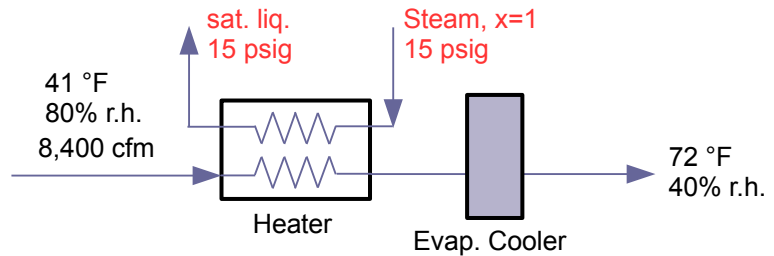 sat. liq.
15 psig
Steam, x=1
15 psig
41 °F
80% r.h.
8,400 cfm
72 °F
40% r.h.
Heater
Evap. Cooler